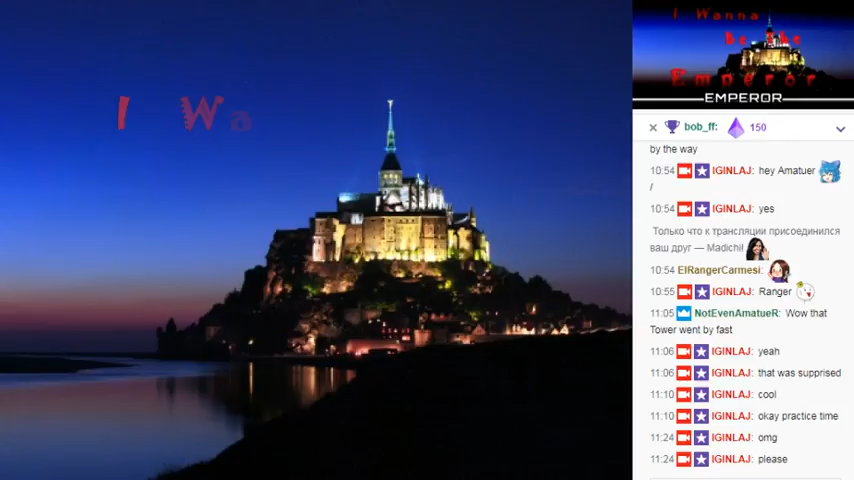 I Wa
I Wanna
Be the
Emperor
EMPEROR
bob_ff: 150
by the way
10:54 IGINLAJ: hey Amatuer
/
10:54 IGINLAJ: yes
Только что к трансляции присоединился
ваш друг — Madichi!
10:54 ElRangerCarmesi:
10:55 IGINLAJ: Ranger
11:05 NotEvenAmatueR: Wow that
Tower went by fast
11:06 IGINLAJ: yeah
11:06 IGINLAJ: that was supprised
11:10 IGINLAJ: cool
11:10 IGINLAJ: okay practice time
11:24 IGINLAJ: omg
11:24 IGINLAJ: please